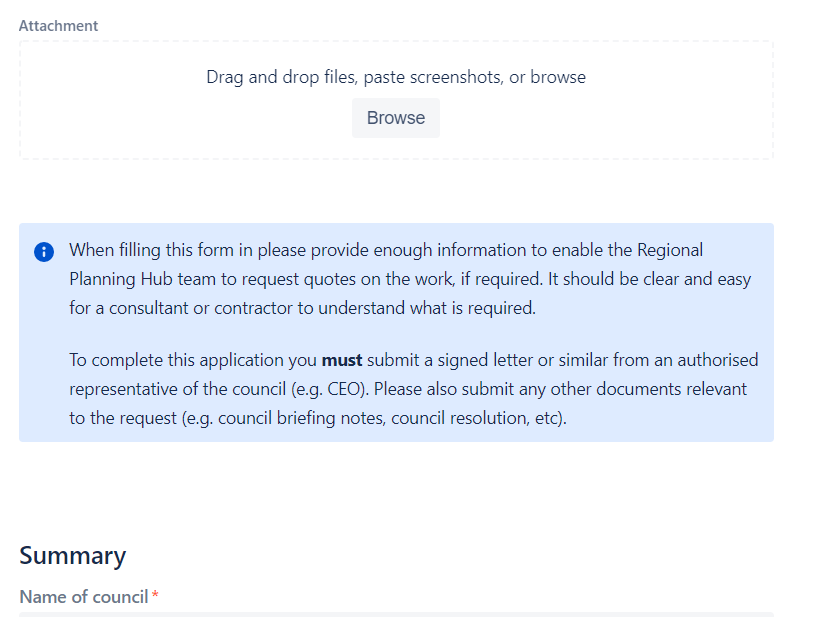 Attachment
Drag and drop files, paste screenshots, or browse
Browse
When filling this form in please provide enough information to enable the Regional
Planning Hub team to request quotes on the work, if required. It should be clear and easy
for a consultant or contractor to understand what is required.
To complete this application you must submit a signed letter or similar from an authorised
representative of the council (e.g. CEO). Please also submit any other documents relevant
to the request (e.g. council briefing notes, council resolution, etc).
Summary
Name of council*